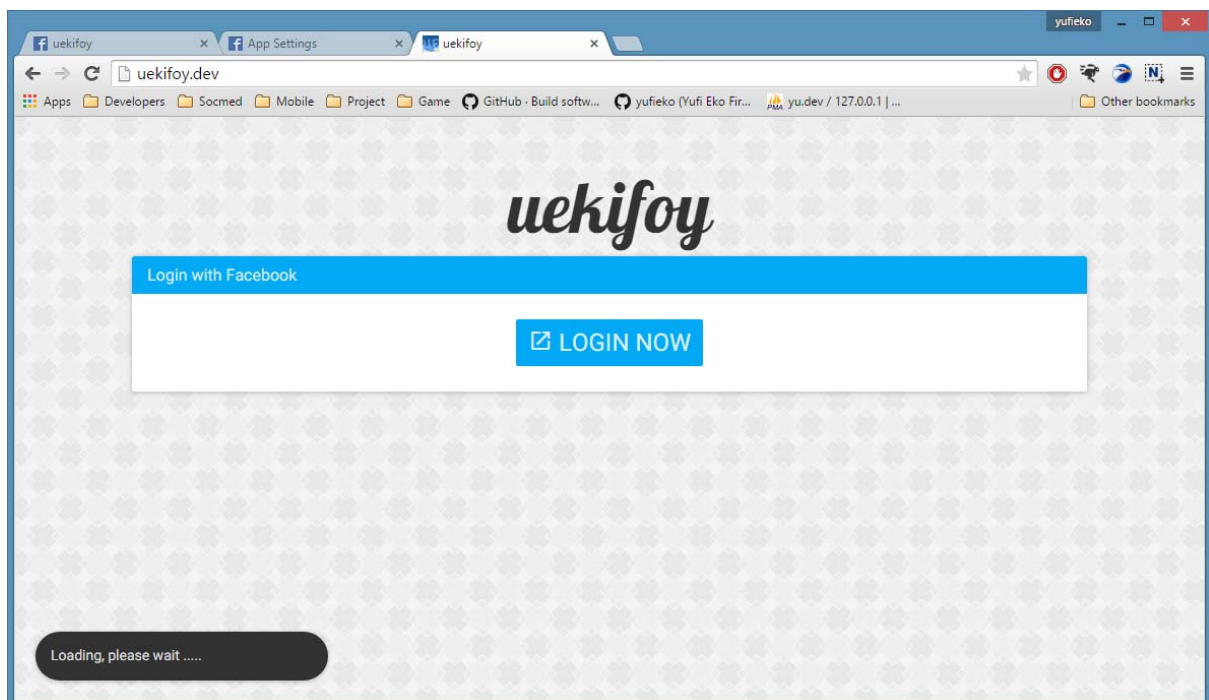 yufieko
uekifoy
App Settings
uekifoy
uekifoy.dev
Apps Developers Socmed Mobile Project Game GitHub · Build softw... yufieko (Yufi Eko Fir... yu.dev / 127.0.0.1 | ... Other bookmarks
uekifoy
Login with Facebook
LOGIN NOW
Loading, please wait .....